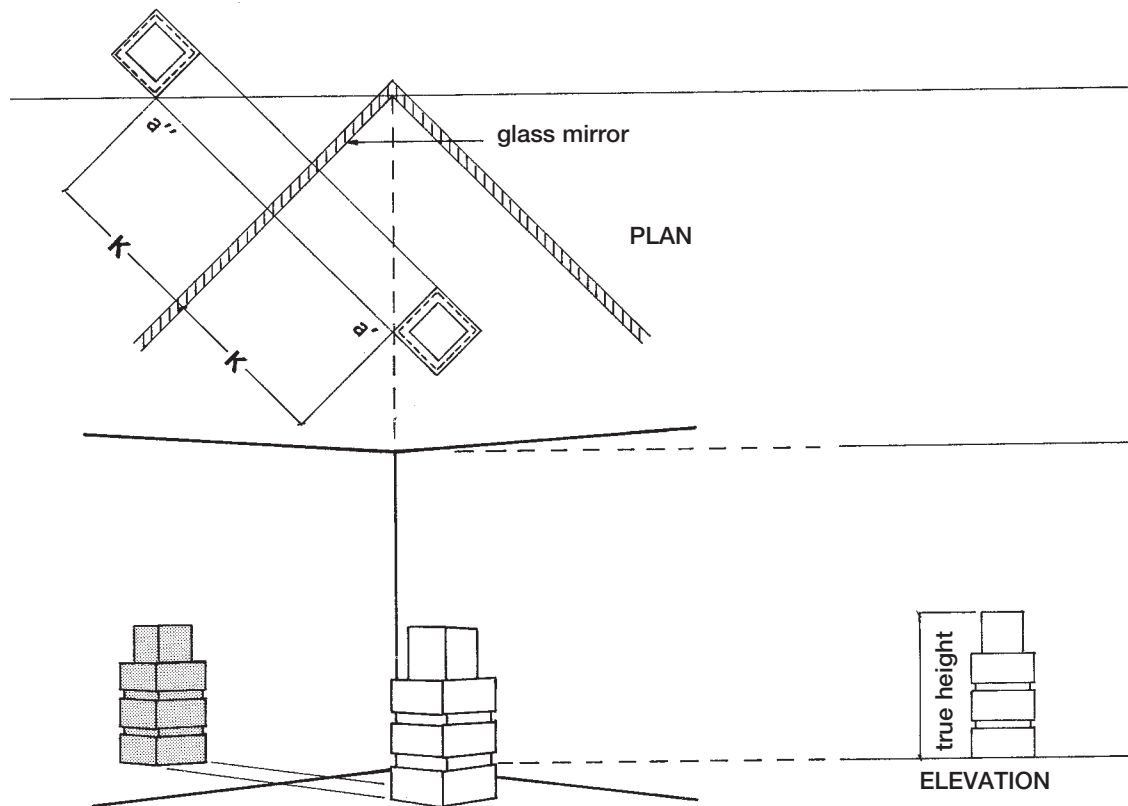 a''
glass mirror
K
PLAN
a'
K
true height
ELEVATION